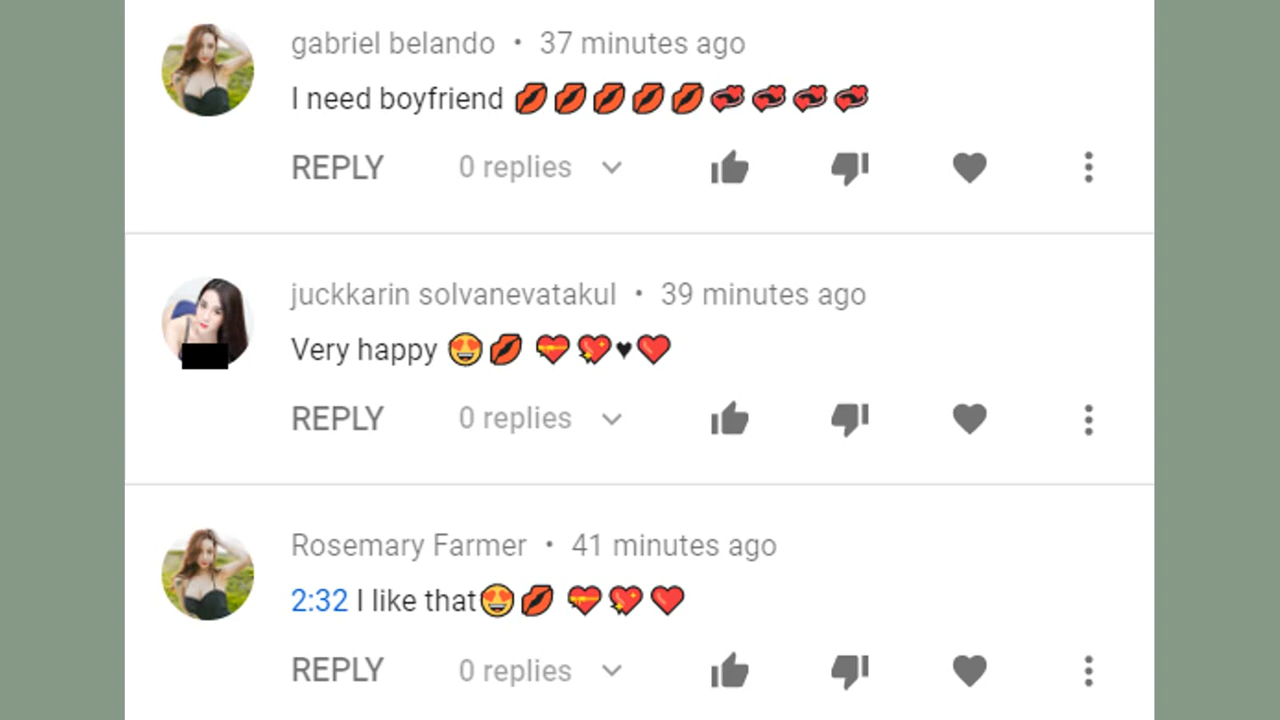 gabriel belando • 37 minutes ago
I need boyfriend 💋💋💋💋💋💞💞💞💞
REPLY 0 replies
juckkarin solvanevatakul • 39 minutes ago
Very happy 😍💋 💝💖♥❤
REPLY 0 replies
Rosemary Farmer • 41 minutes ago
2:32 I like that😍💋 💝💖❤
REPLY 0 replies